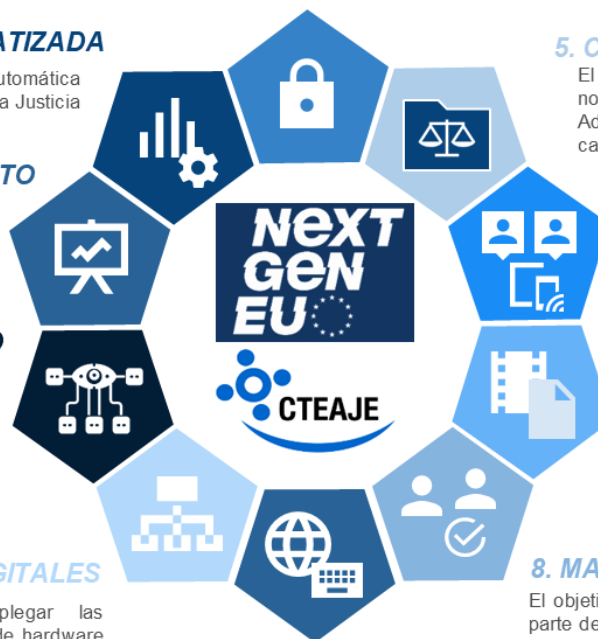 ATIZADA
utomática
a Justicia
TO
5. C
El
no
Ad
ca
NEXT
GEN
EU
CTEAJE
GITALES
plegar las
de hardware
8. MA
El objeti
parte de